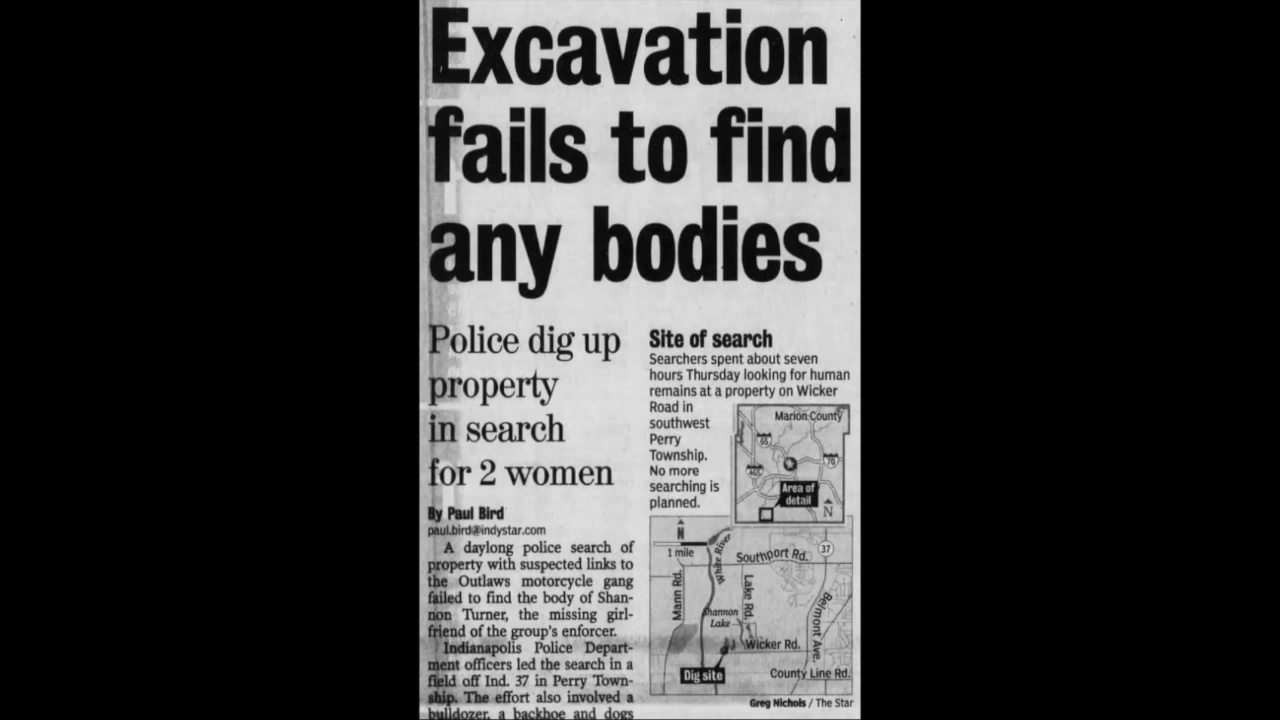 Excavation
fails to find
any bodies
Police dig up
property
in search
for 2 women
By Paul Bird
paul.bird@indystar.com
A daylong police search of
property with suspected links to
the Outlaws motorcycle gang
failed to find the body of Shan-
non Turner, the missing girl-
friend of the group's enforcer.
Indianapolis Police Depart-
ment officers led the search in a
field off Ind. 37 in Perry Town-
ship. The effort also involved a
bulldozer, a backhoe and dogs
Site of search
Searchers spent about seven
hours Thursday looking for human
remains at a property on Wicker
Road in
southwest
Perry
Township.
No more
searching is
planned.
Marion County
65
70
465
Area of
detail
N
N
1 mile
White River
Southport Rd.
37
Mann Rd.
Lake Rd.
Shannon
Lake
Belmont Ave.
Wicker Rd.
Dig site
County Line Rd.
Greg Nichols / The Star